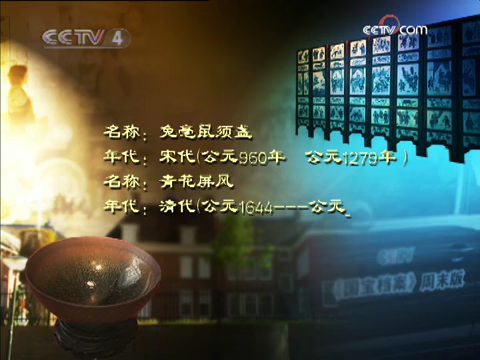 CCTV 4
CCTV.com
名称：兔毫鼠须盏
年代：宋代(公元960年 公元1279年)
名称：青花屏风
年代：清代(公元1644---公元
CCTV
《国宝档案》周末版